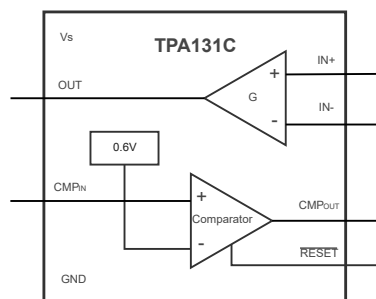 Vs
TPA131C
IN+
OUT
+
G
IN-
-
0.6V
CMPIN
+
Comparator
CMPOUT
-
RESET
GND